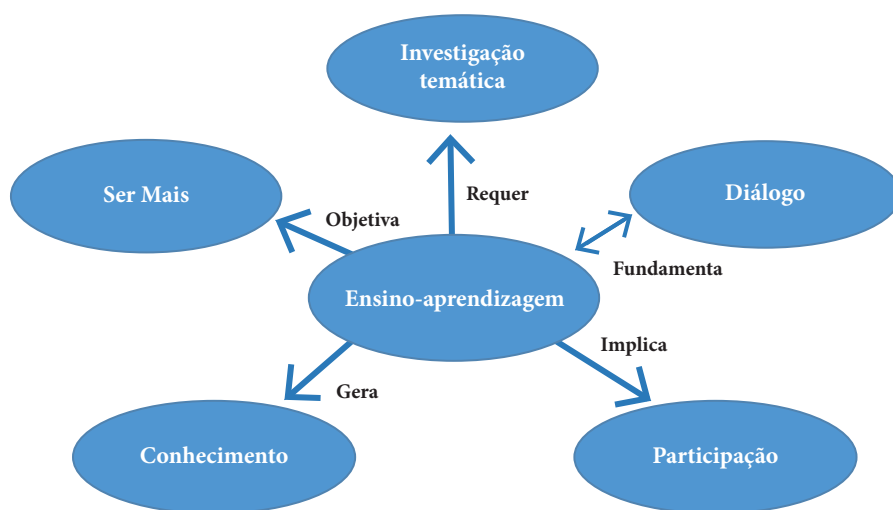 Investigação
temática
Ser Mais
Diálogo
Requer
Objetiva
Fundamenta
Ensino-aprendizagem
Implica
Gera
Conhecimento
Participação